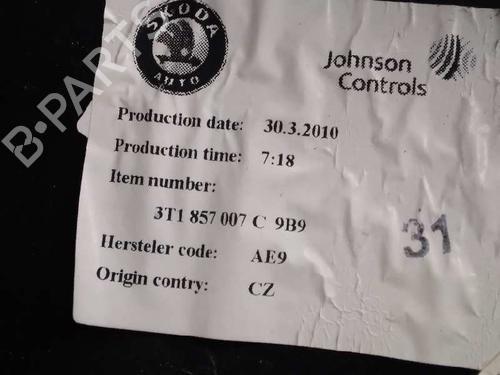 ŠKODA
AUTO
Johnson
Controls
Production date: 30.3.2010
Production time: 7:18
Item number:
3T1 857 007 C 9B9
31
Hersteler code: AE9
Origin contry: CZ
B-PARTS